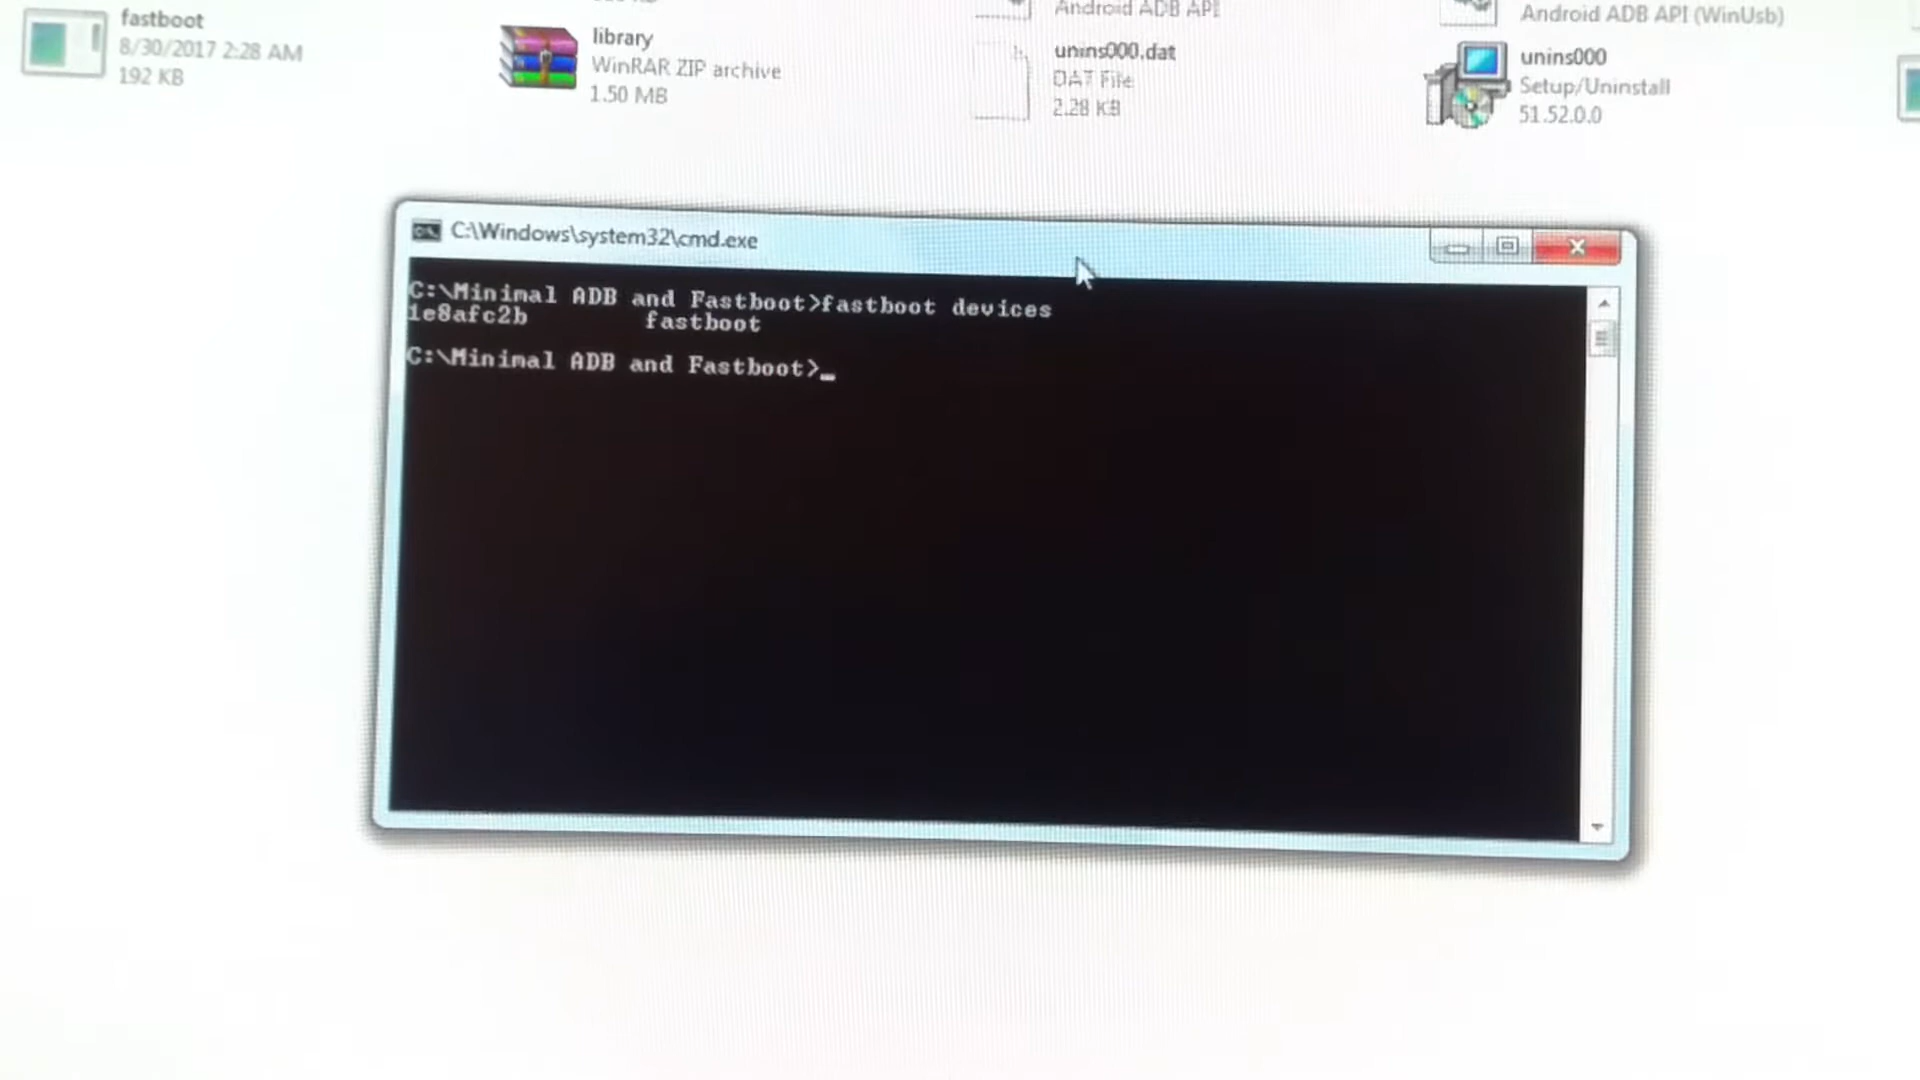 fastboot
8/30/2017 2:28 AM
192 KB
library
WinRAR ZIP archive
1.50 MB
Android ADB API
unins000.dat
DAT File
2.28 KB
Android ADB API (WinUsb)
unins000
Setup/Uninstall
51.52.0.0
C:\Windows\system32\cmd.exe
C:\Minimal ADB and Fastboot>fastboot devices
1e8afc2b fastboot
C:\Minimal ADB and Fastboot>_